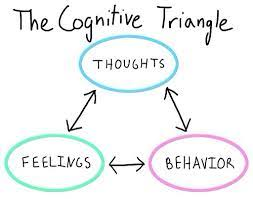 The Cognitive Triangle
THOUGHTS
FEELINGS
BEHAVIOR